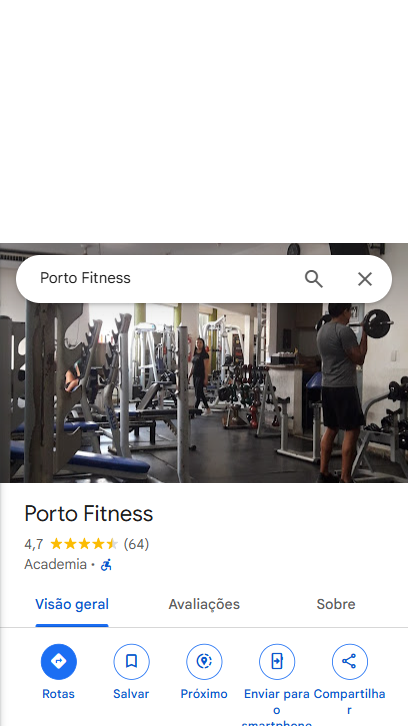 Porto Fitness
Porto Fitness
4,7 (64)
Academia •
Visão geral Avaliações Sobre
Rotas Salvar Próximo Enviar para o smartphone Compartilhar